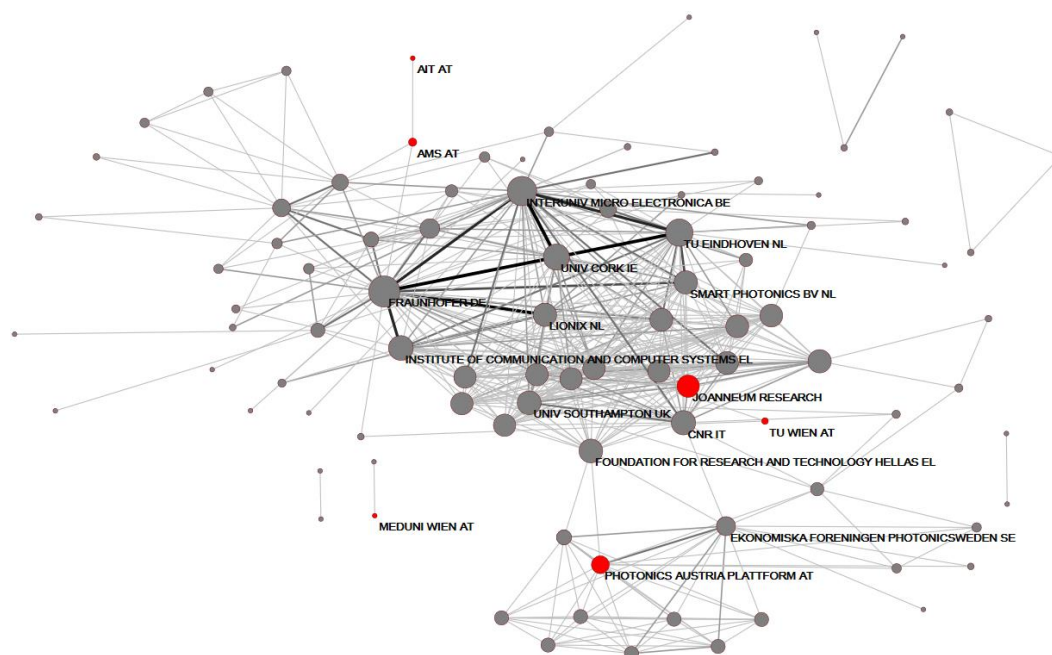 AIT AT
AMS AT
INTERUNIV MICRO ELECTRONICA BE
TU EINDHOVEN NL
UNIV CORK IE
SMART PHOTONICS BV NL
FRAUNHOFER DE
LIONIX NL
INSTITUTE OF COMMUNICATION AND COMPUTER SYSTEMS EL
JOANNEUM RESEARCH
UNIV SOUTHAMPTON UK
TU WIEN AT
CNR IT
FOUNDATION FOR RESEARCH AND TECHNOLOGY HELLAS EL
MEDUNI WIEN AT
EKONOMISKA FORENINGEN PHOTONICSWEDEN SE
PHOTONICS AUSTRIA PLATTFORM AT